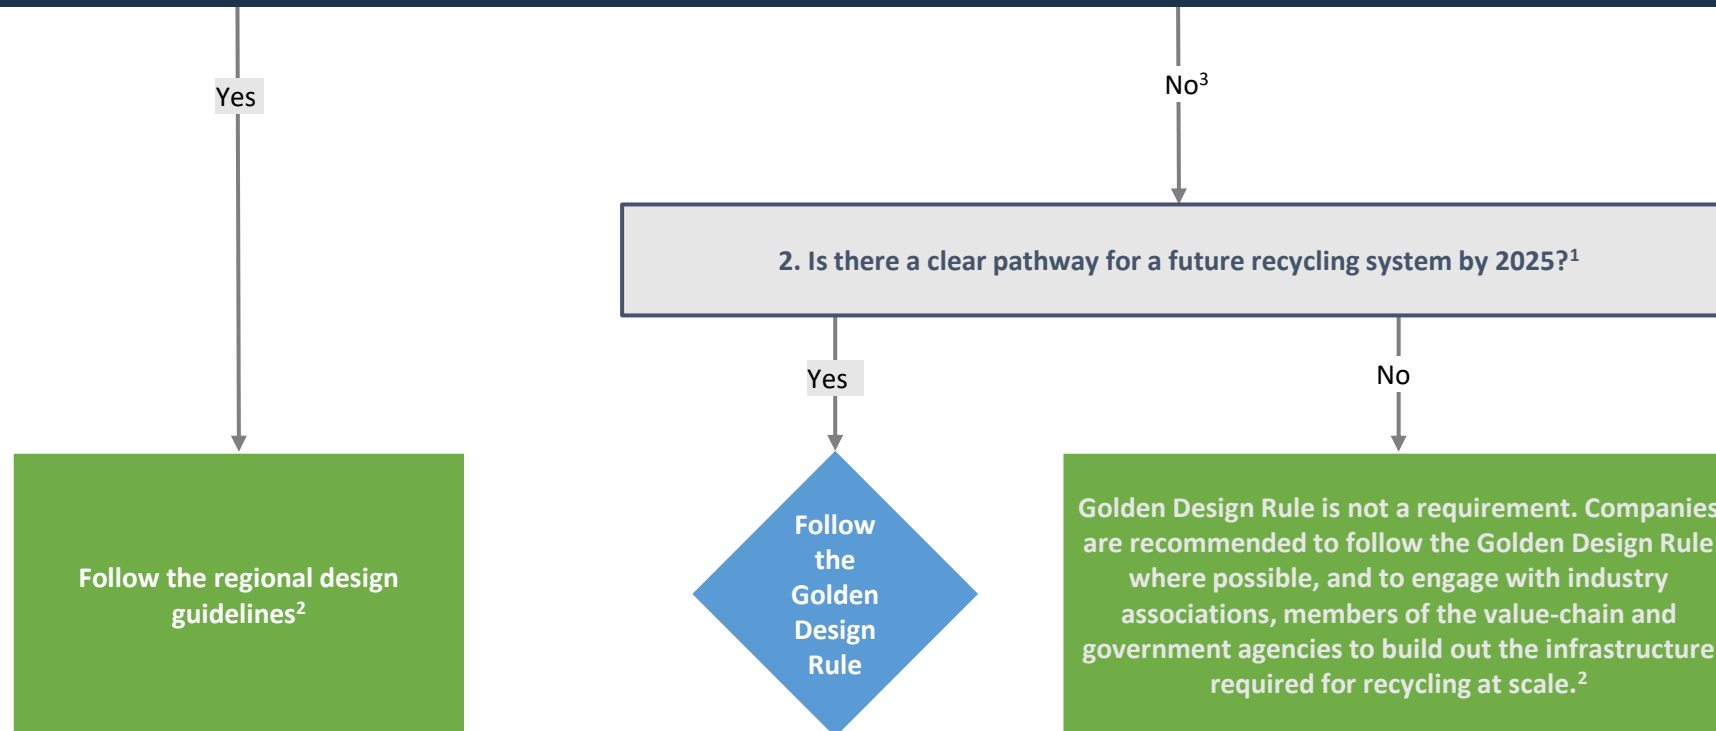 Yes
No³
2. Is there a clear pathway for a future recycling system by 2025?¹
Yes
No
Follow the regional design
guidelines²
Follow
the
Golden
Design
Rule
Golden Design Rule is not a requirement. Companies
are recommended to follow the Golden Design Rule
where possible, and to engage with industry
associations, members of the value-chain and
government agencies to build out the infrastructure
required for recycling at scale.²